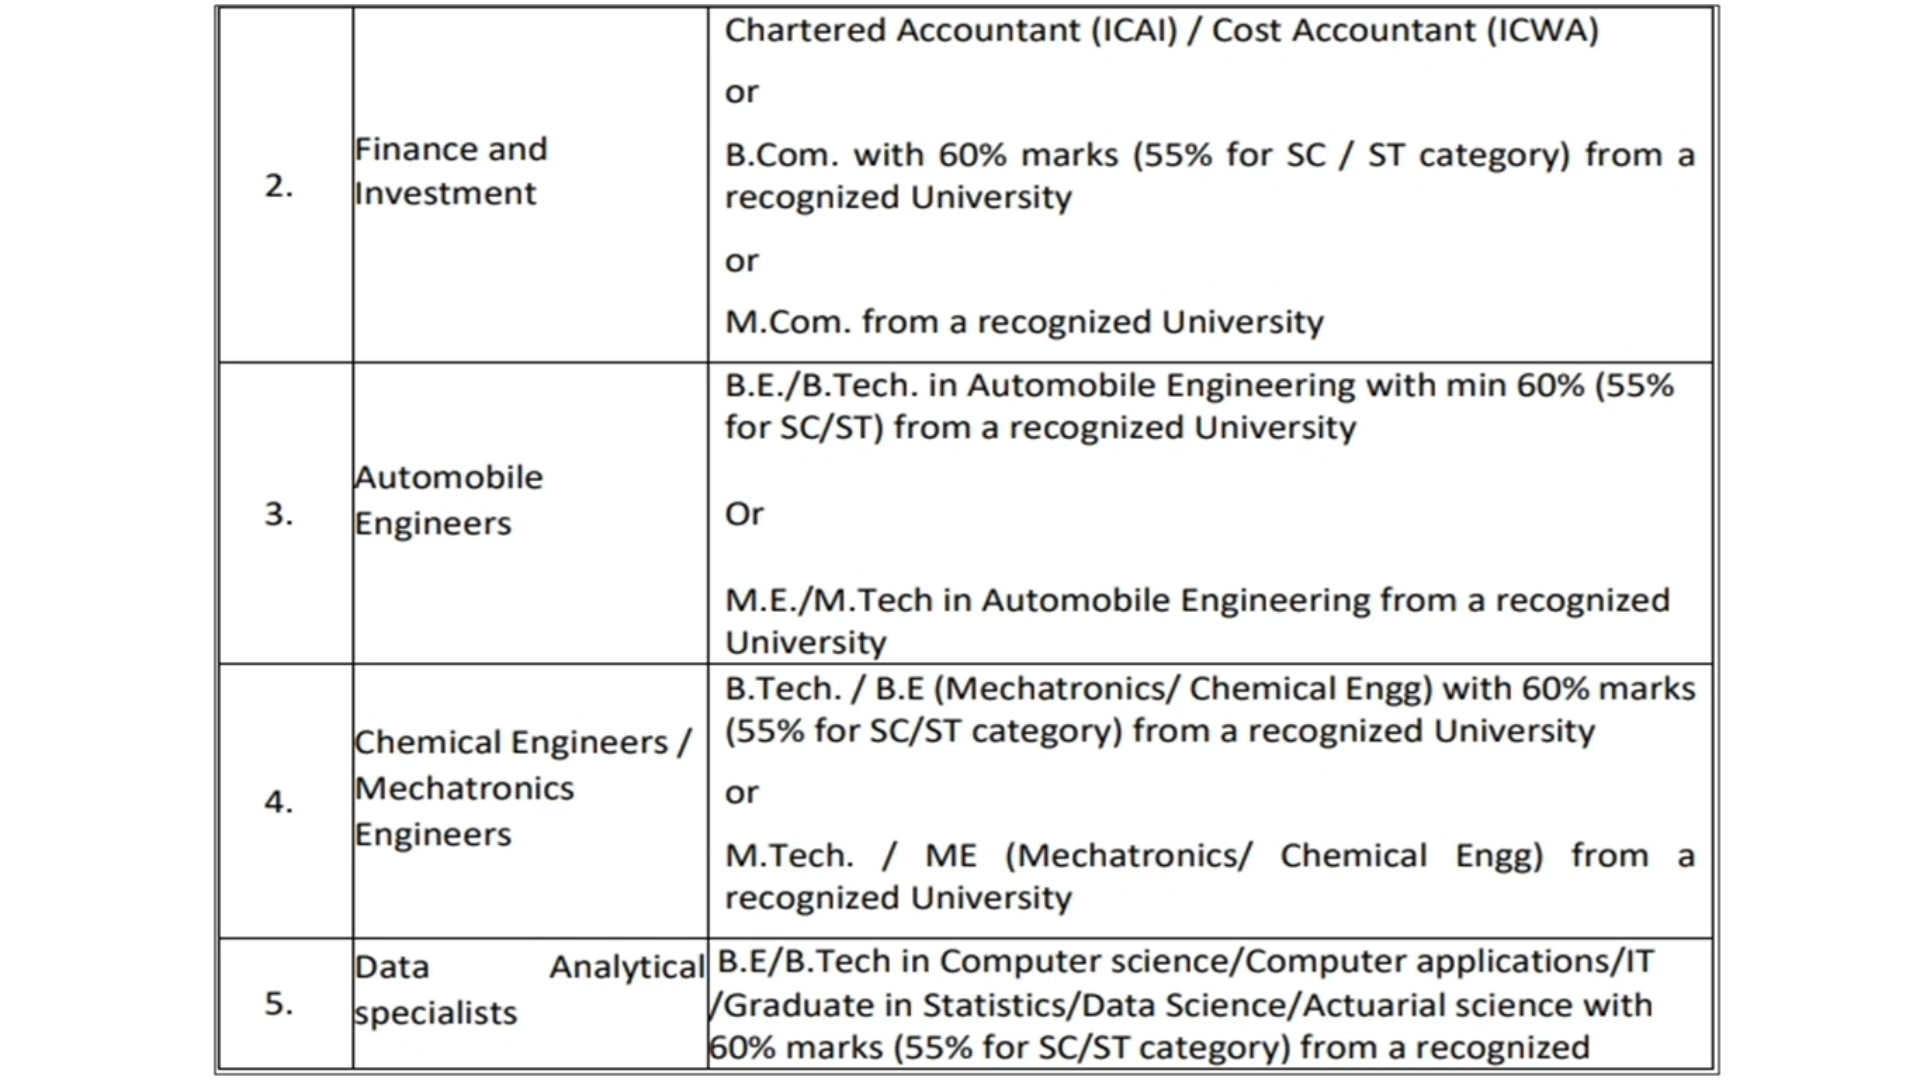 2.
Finance and
Investment
Chartered Accountant (ICAI) / Cost Accountant (ICWA)
or
B.Com. with 60% marks (55% for SC / ST category) from a
recognized University
or
M.Com. from a recognized University
3.
Automobile
Engineers
B.E./B.Tech. in Automobile Engineering with min 60% (55%
for SC/ST) from a recognized University
Or
M.E./M.Tech in Automobile Engineering from a recognized
University
4.
Chemical Engineers /
Mechatronics
Engineers
B.Tech. / B.E (Mechatronics/ Chemical Engg) with 60% marks
(55% for SC/ST category) from a recognized University
or
M.Tech. / ME (Mechatronics/ Chemical Engg) from a
recognized University
5.
Data Analytical
specialists
B.E/B.Tech in Computer science/Computer applications/IT
/Graduate in Statistics/Data Science/Actuarial science with
60% marks (55% for SC/ST category) from a recognized